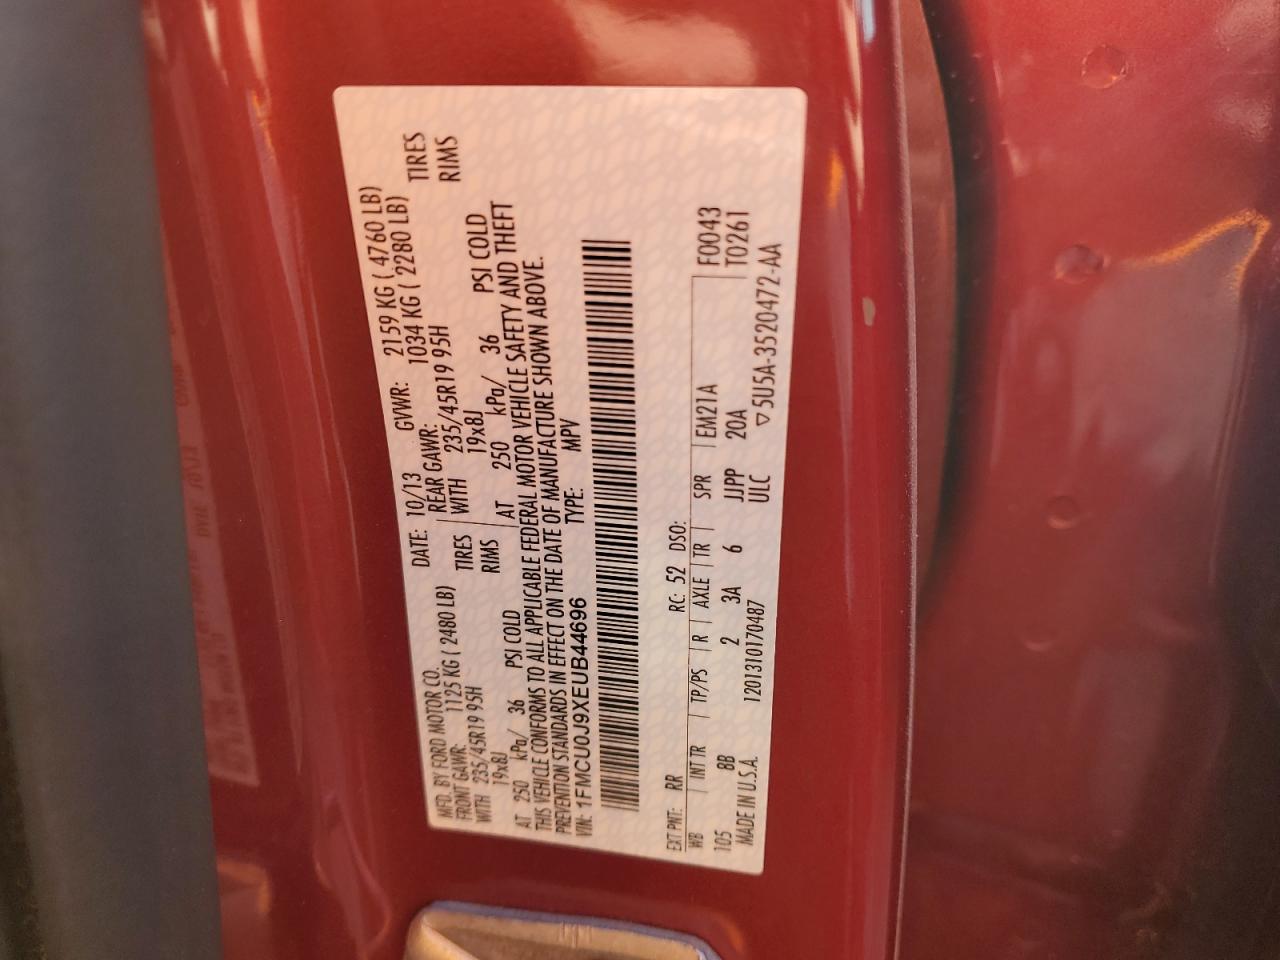 MFD. BY FORD MOTOR CO. DATE: 10/13 GVWR: 2159 KG ( 4760 LB)
FRONT GAWR: 1125 KG ( 2480 LB) REAR GAWR: 1034 KG ( 2280 LB)
WITH 235/45R19 95H TIRES WITH 235/45R19 95H TIRES
19x8J RIMS 19x8J RIMS
AT 250 kPa/ 36 PSI COLD AT 250 kPa/ 36 PSI COLD
THIS VEHICLE CONFORMS TO ALL APPLICABLE FEDERAL MOTOR VEHICLE SAFETY AND THEFT
PREVENTION STANDARDS IN EFFECT ON THE DATE OF MANUFACTURE SHOWN ABOVE.
VIN: 1FMCU0J9XEUB44696 TYPE: MPV
EXT PNT: RR RC: 52 DSO: F0043
WB INT TR TP/PS R AXLE TR SPR EM21A T0261
105 8B 2 3A 6 JJPP 20A
MADE IN U.S.A. 1201310170487 ULC ▽5U5A-3520472-AA